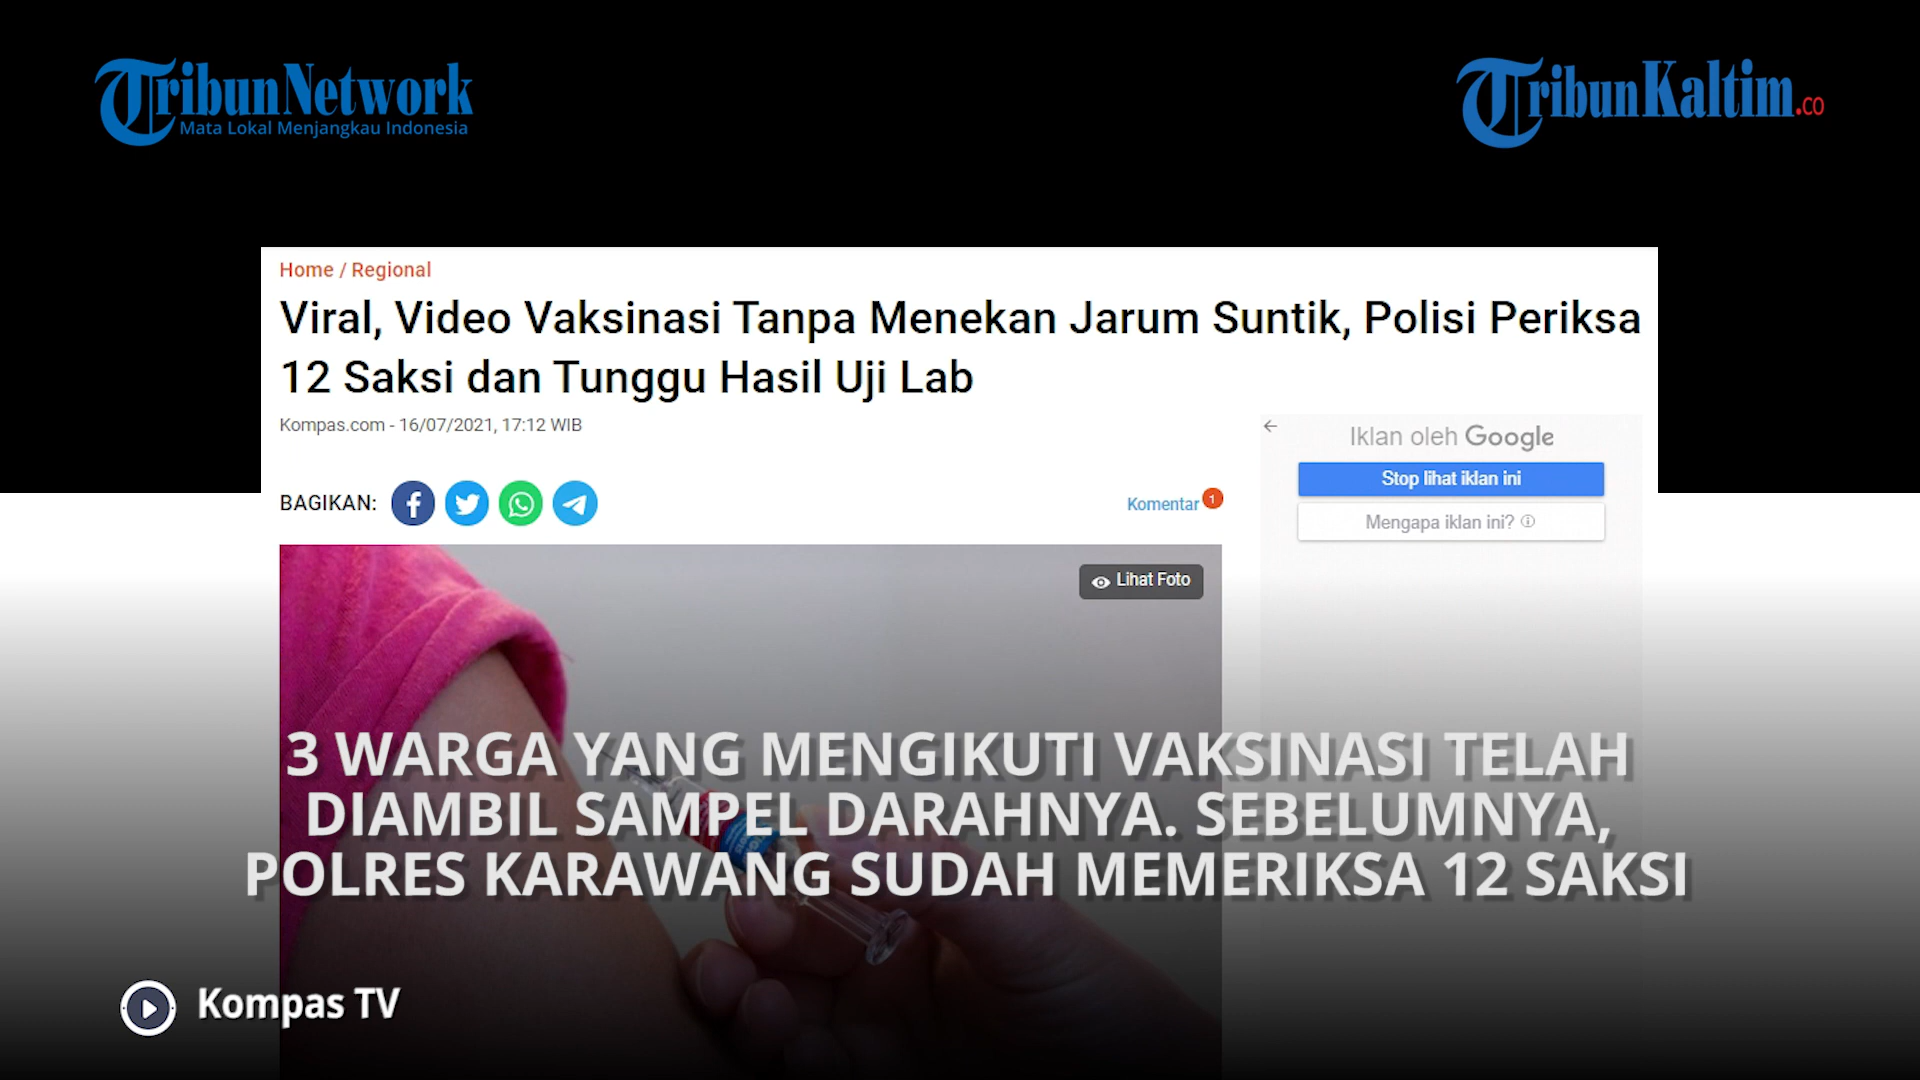 TribunNetwork
Mata Lokal Menjangkau Indonesia
TribunKaltim.co
Home / Regional
Viral, Video Vaksinasi Tanpa Menekan Jarum Suntik, Polisi Periksa
12 Saksi dan Tunggu Hasil Uji Lab
Kompas.com - 16/07/2021, 17:12 WIB
Iklan oleh Google
Stop lihat iklan ini
Mengapa iklan ini?
BAGIKAN:
Komentar 1
Lihat Foto
3 WARGA YANG MENGIKUTI VAKSINASI TELAH
DIAMBIL SAMPEL DARAHNYA. SEBELUMNYA,
POLRES KARAWANG SUDAH MEMERIKSA 12 SAKSI
Kompas TV